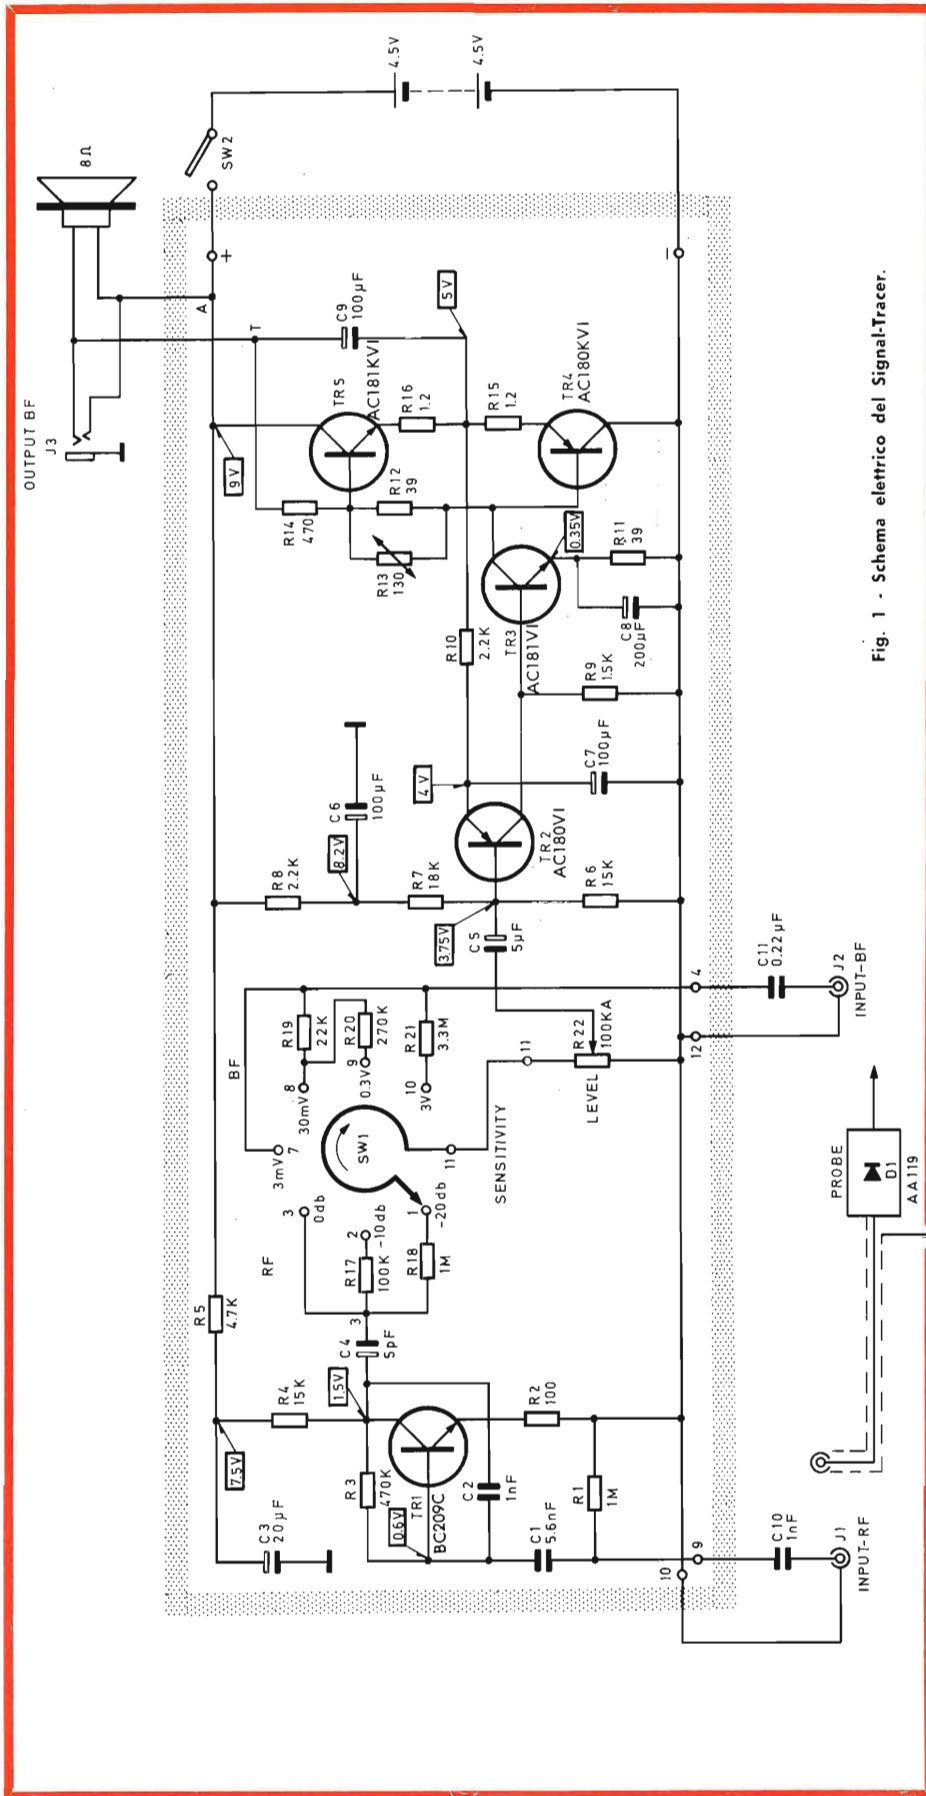 OUTPUT BF
J3
8Ω
SW2
4.5V
4.5V
A
+
–
T
9V
5V
C9
100µF
TR5
AC181KVI
R16
1.2
R15
1.2
TR4
AC180KVI
R14
470
R12
39
R13
130
0.35V
R11
39
TR3
AC181VI
C8
200µF
R10
2.2K
R9
1.5K
C7
100µF
4V
TR2
AC180VI
C6
100µF
8.2V
R8
2.2K
R7
18K
3.75V
R6
15K
C5
5µF
BF
R19
22K
R20
270K
R21
3.3M
3mV
7
30mV
8
0.3V
9
3V
10
SW1
11
11
SENSITIVITY
LEVEL
R22
100KA
4
12
C11
0.22µF
J2
INPUT-BF
RF
3
0db
2
-10db
1
-20db
R17
100K
R18
1M
3
C4
5pF
R5
4.7K
R4
15K
1.5V
7.5V
C3
20µF
R3
470K
TR1
BC209C
0.6V
C2
1nF
R2
100
R1
1M
C1
5.6nF
9
10
C10
1nF
J1
INPUT-RF
PROBE
D1
AA119
Fig. 1 - Schema elettrico del Signal-Tracer.